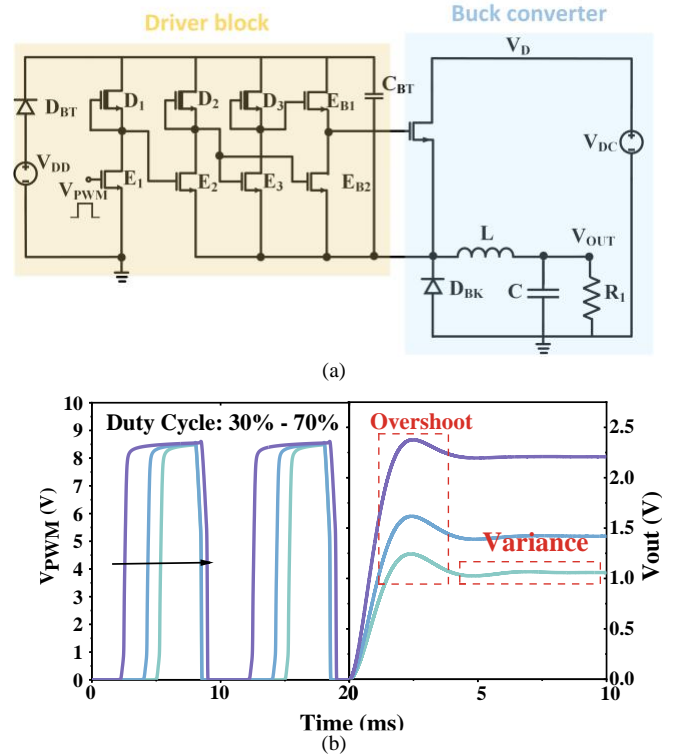 Driver block
Buck converter
V_D
D_BT
D_1
D_2
D_3
E_B1
C_BT
V_DD
V_DC
V_PWM
E_1
E_2
E_3
E_B2
L
V_OUT
D_BK
C
R_1
(a)
Duty Cycle: 30% - 70%
Overshoot
Variance
V_PWM (V)
10
9
8
7
6
5
4
3
2
1
0
0
10
20
Vout (V)
2.5
2.0
1.5
1.0
0.5
0.0
0
5
10
Time (ms)
(b)